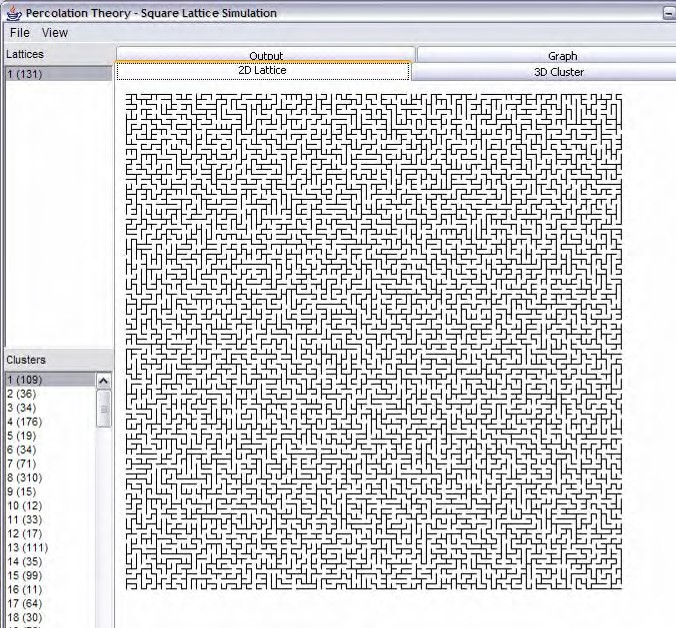 Percolation Theory - Square Lattice Simulation
File View
Lattices
Output
Graph
1 (131)
2D Lattice
3D Cluster
Clusters
1 (109)
2 (36)
3 (34)
4 (176)
5 (19)
6 (34)
7 (71)
8 (310)
9 (15)
10 (12)
11 (33)
12 (17)
13 (111)
14 (35)
15 (99)
16 (11)
17 (64)
18 (30)